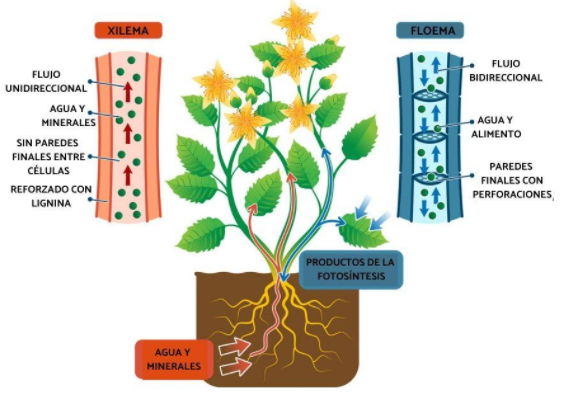 XILEMA
FLUJO
UNIDIRECCIONAL
AGUA Y
MINERALES
SIN PAREDES
FINALES ENTRE
CÉLULAS
REFORZADO CON
LIGNINA
FLOEMA
FLUJO
BIDIRECCIONAL
AGUA Y
ALIMENTO
PAREDES
FINALES CON
PERFORACIONES
PRODUCTOS DE LA
FOTOSÍNTESIS
AGUA Y
MINERALES